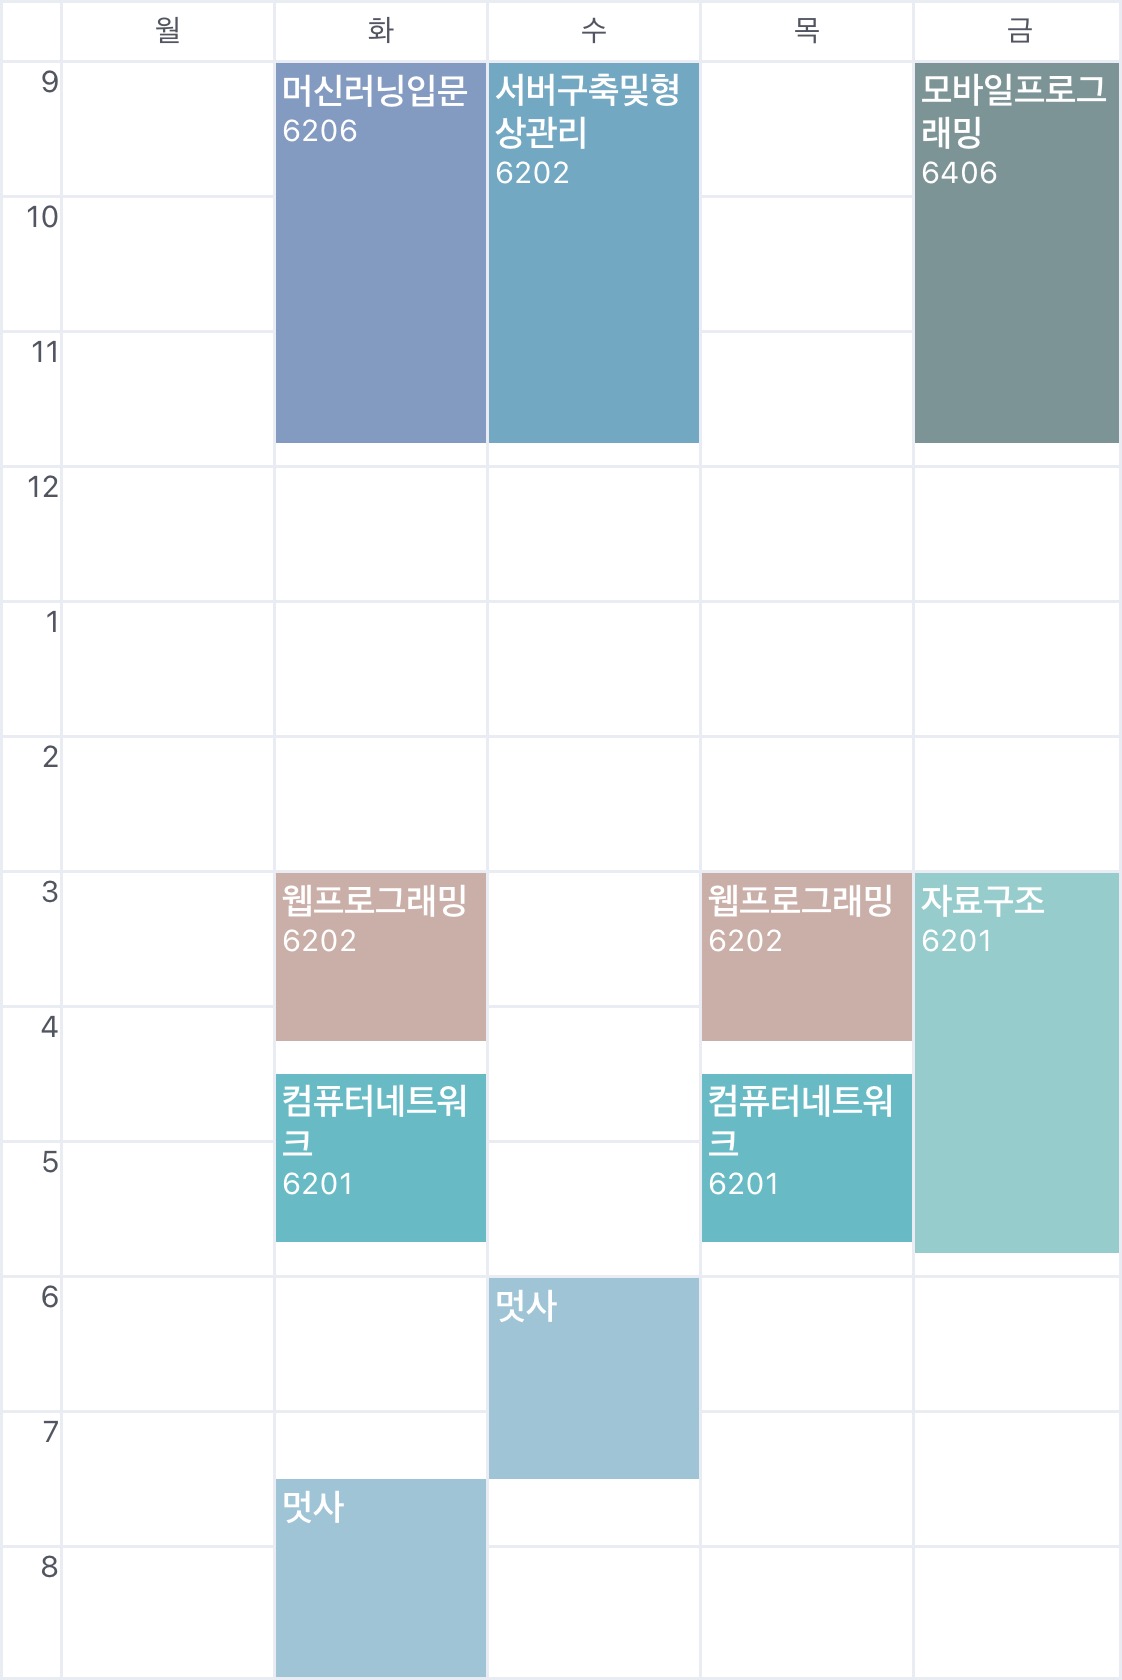 월
화
수
목
금
9
머신러닝입문
6206
서버구축및형
상관리
6202
모바일프로그
래밍
6406
10
11
12
1
2
3
웹프로그래밍
6202
웹프로그래밍
6202
자료구조
6201
4
컴퓨터네트워
크
6201
컴퓨터네트워
크
6201
5
6
멋사
7
멋사
8